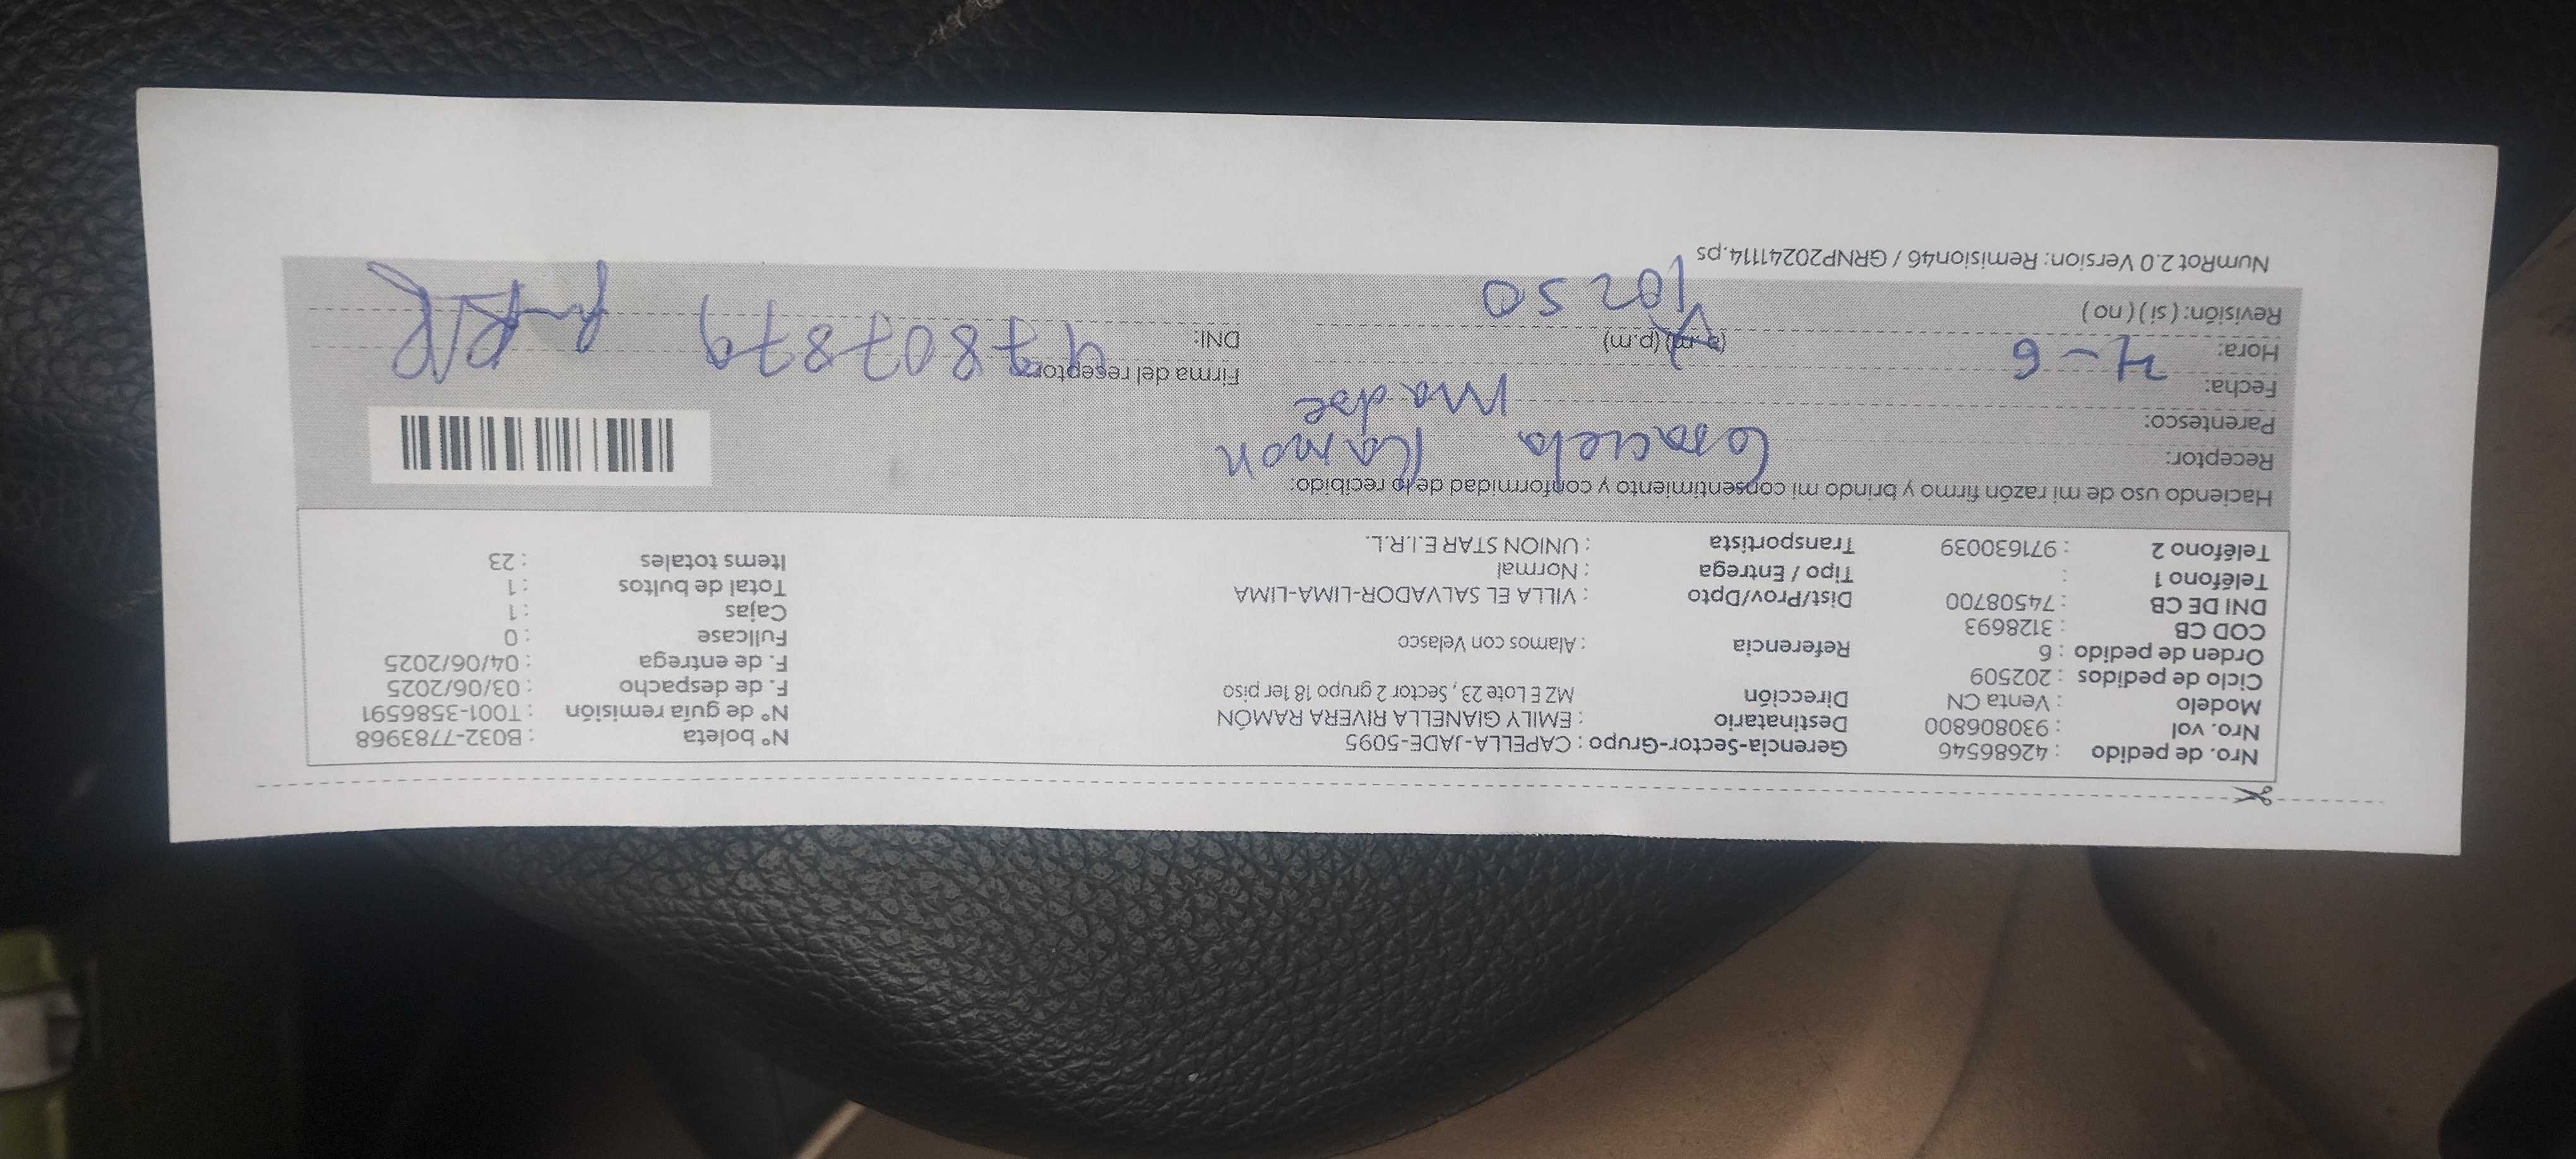 Nro. de pedido : 42686546 Gerencia-Sector-Grupo : CAPELLA-JADE-5095 N° boleta : B032-7783968
Nro. vol : 930806800 Destinatario : EMILY GIANELLA RIVERA RAMÓN N° de guía remisión : T001-3586591
Modelo : Venta CN Dirección MZ E Lote 23, Sector 2 grupo 18 1er piso F. de despacho : 03/06/2025
Ciclo de pedidos : 202509 F. de entrega : 04/06/2025
Orden de pedido : 6 Referencia : Alamos con Velasco Fullcase : 0
COD CB : 3128693 Cajas : 1
DNI DE CB : 74508700 Dist/Prov/Dpto : VILLA EL SALVADOR-LIMA-LIMA Total de bultos : 1
Teléfono 1 : Tipo / Entrega : Normal Items totales : 23
Teléfono 2 : 971630039 Transportista : UNION STAR E.I.R.L.
Haciendo uso de mi razón firmo y brindo mi consentimiento y conformidad de lo recibido:
Receptor: Graciela Ramon
Parentesco: Madre
Fecha: 4-6 Firma del receptor:
Hora: (a.m) (p.m) DNI: 47807879
Revisión: (si) (no) 10250
NumRot 2.0 Version: Remision46 / GRNP20241114.ps